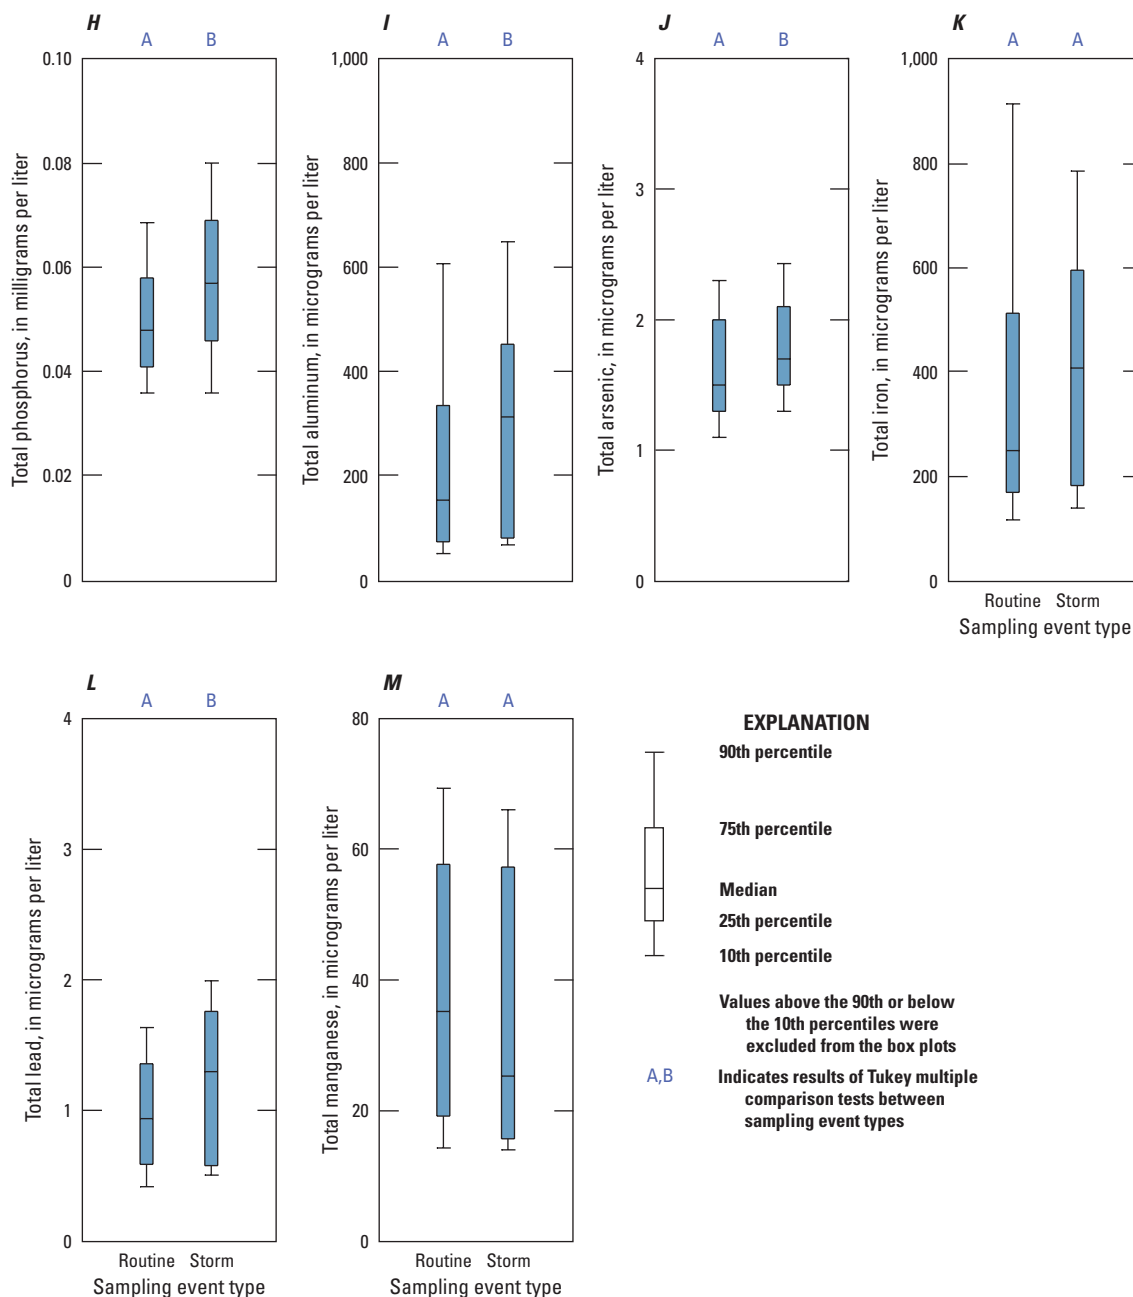 H
A B
Total phosphorus, in milligrams per liter
0.10
0.08
0.06
0.04
0.02
0
I
A B
Total aluminum, in micrograms per liter
1,000
800
600
400
200
0
J
A B
Total arsenic, in micrograms per liter
4
3
2
1
0
K
A A
Total iron, in micrograms per liter
1,000
800
600
400
200
0
Routine Storm
Sampling event type
L
A B
Total lead, in micrograms per liter
4
3
2
1
0
Routine Storm
Sampling event type
M
A A
Total manganese, in micrograms per liter
80
60
40
20
0
Routine Storm
Sampling event type
EXPLANATION
90th percentile
75th percentile
Median
25th percentile
10th percentile
Values above the 90th or below
the 10th percentiles were
excluded from the box plots
A,B Indicates results of Tukey multiple
comparison tests between
sampling event types